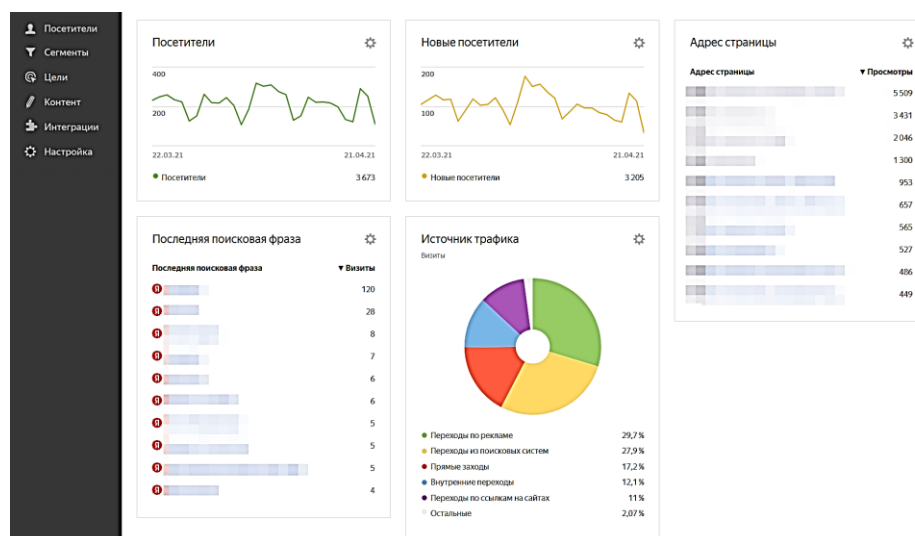 Посетители
Сегменты
Цели
Контент
Интеграции
Настройка
Посетители
400
200
22.03.21 21.04.21
Посетители 3 673
Новые посетители
200
100
22.03.21 21.04.21
Новые посетители 3 205
Адрес страницы
Адрес страницы ▼ Просмотры
5 509
3 431
2 046
1 300
953
657
565
527
486
449
Последняя поисковая фраза
Последняя поисковая фраза ▼ Визиты
Я 120
Я 28
Я 8
Я 7
Я 6
Я 6
Я 5
Я 5
Я 5
Я 4
Источник трафика
Визиты
Переходы по рекламе 29,7 %
Переходы из поисковых систем 27,9 %
Прямые заходы 17,2 %
Внутренние переходы 12,1 %
Переходы по ссылкам на сайтах 11 %
Остальные 2,07 %